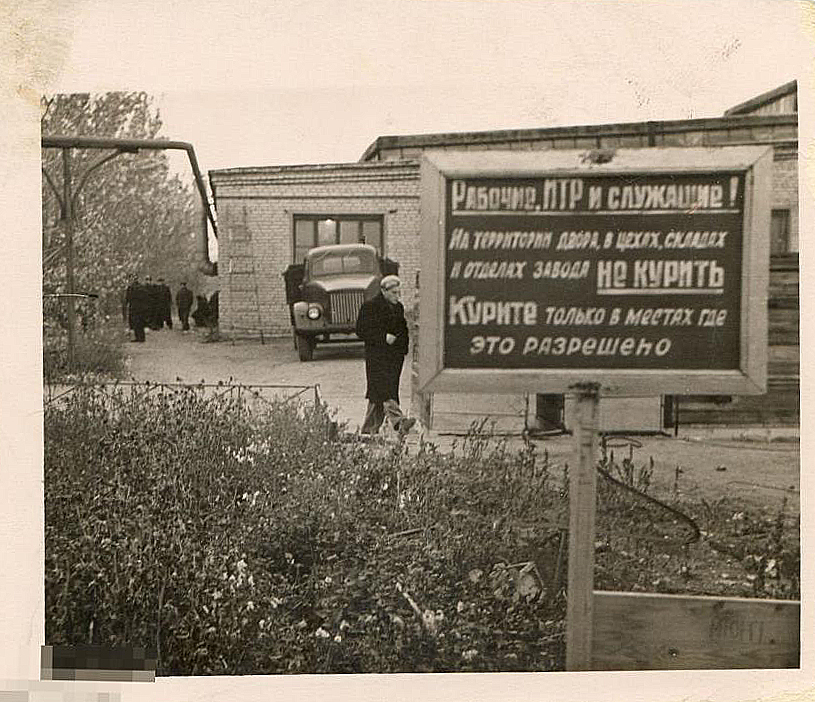 Рабочие, ИТР и служащие!
На территории двора, в цехах, складах
и отделах завода не курить
Курите только в местах где
это разрешено